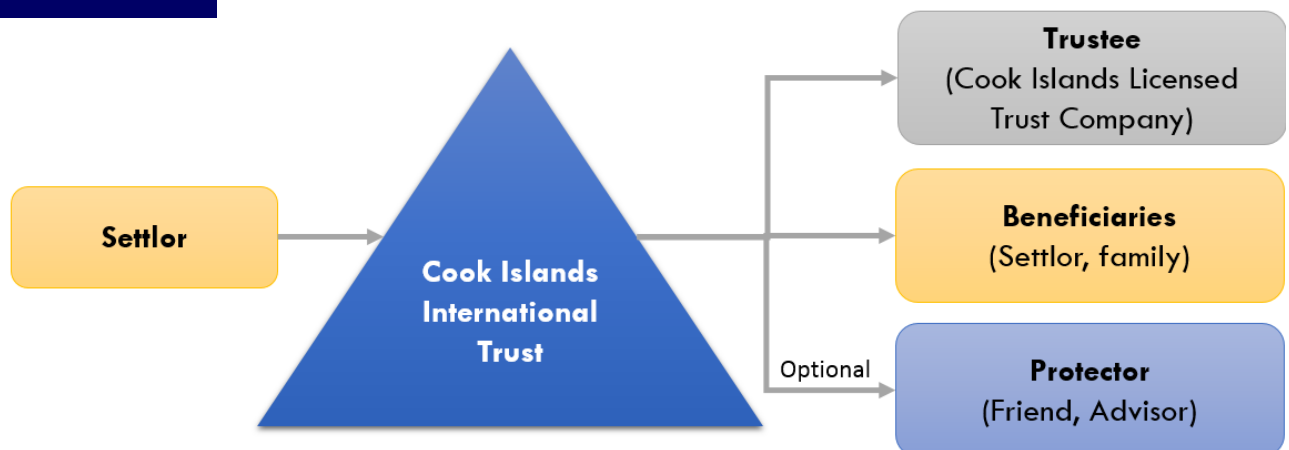 Settlor
Cook Islands
International
Trust
Trustee
(Cook Islands Licensed
Trust Company)
Beneficiaries
(Settlor, family)
Optional
Protector
(Friend, Advisor)